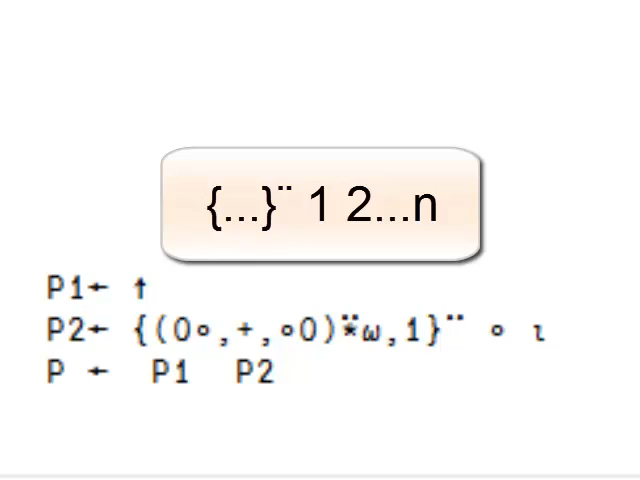 {...}¨ 1 2...n
P1← ↑
P2← {(0∘,+,∘0)⍣⍵,1}¨ ∘ ⍳
P ← P1 P2